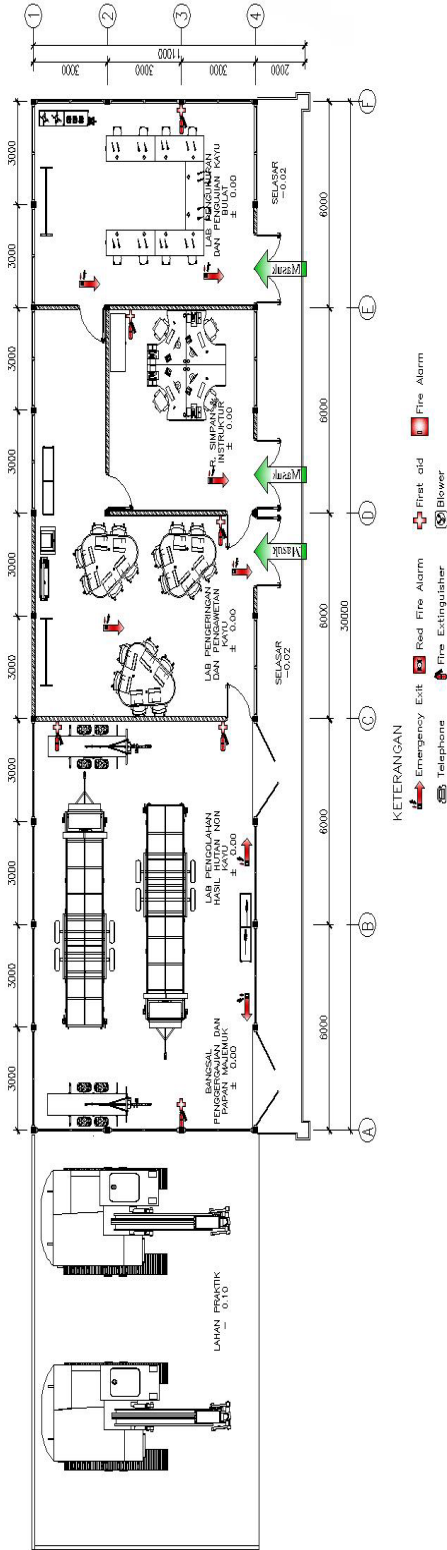 1
2
3
4
11000
3000
3000
3000
2000
3000
3000
3000
3000
3000
3000
3000
3000
3000
3000
LAHAN PRAKTIK
− 0.10
BANGSAL
PENGGERGAJIAN DAN
PAPAN MAJEMUK
± 0.00
LAB PENGOLAHAN
HASIL HUTAN NON
KAYU
± 0.00
LAB PENGERINGAN
DAN PENGAWETAN
KAYU
± 0.00
R. SIMPAN &
INSTRUKTUR
± 0.00
LAB PENGUKURAN
DAN PENGUJIAN KAYU
BULAT
± 0.00
SELASAR
−0.02
Masuk
Masuk
Masuk
SELASAR
−0.02
6000
6000
6000
6000
6000
30000
A
B
C
D
E
F
KETERANGAN
Emergency Exit
Red Fire Alarm
First aid
Fire Alarm
Telephone
Fire Extinguisher
Blower